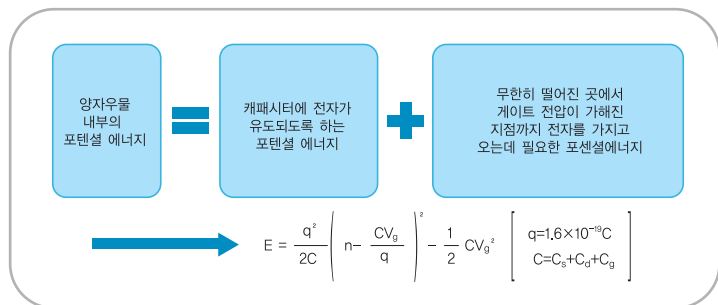 양자우물
내부의
포텐셜 에너지
=
캐패시터에 전자가
유도되도록 하는
포텐셜 에너지
+
무한히 떨어진 곳에서
게이트 전압이 가해진
지점까지 전자를 가지고
오는데 필요한 포센셜에너지
E = q²/2C (n- CVg/q)² - 1/2 CVg² [q=1.6×10⁻¹⁹C
C=Cs+Cd+Cg]